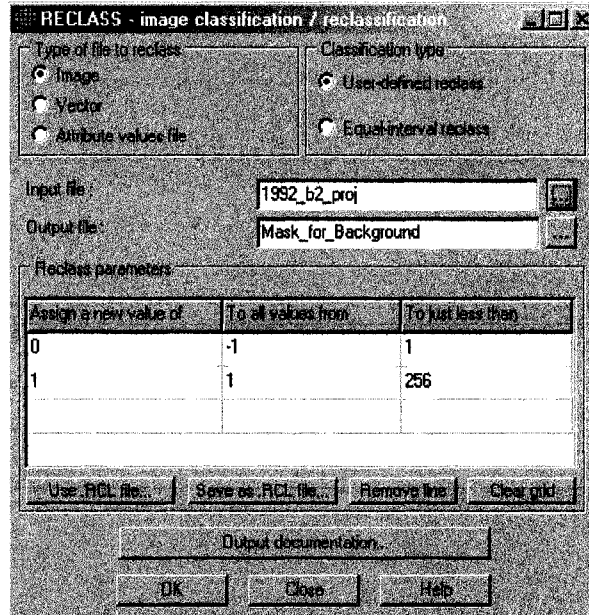 RECLASS - image classification / reclassification
Type of file to reclass
Image
Vector
Attribute values file
Classification type
User-defined reclass
Equal-interval reclass
Input file :
1992_b2_proj
...
Output file :
Mask_for_Background
...
Reclass parameters
Assign a new value of To all values from To just less than
0 -1 1
1 1 256
Use .RCL file... Save as .RCL file... Remove line Clear grid
Output documentation...
OK Close Help